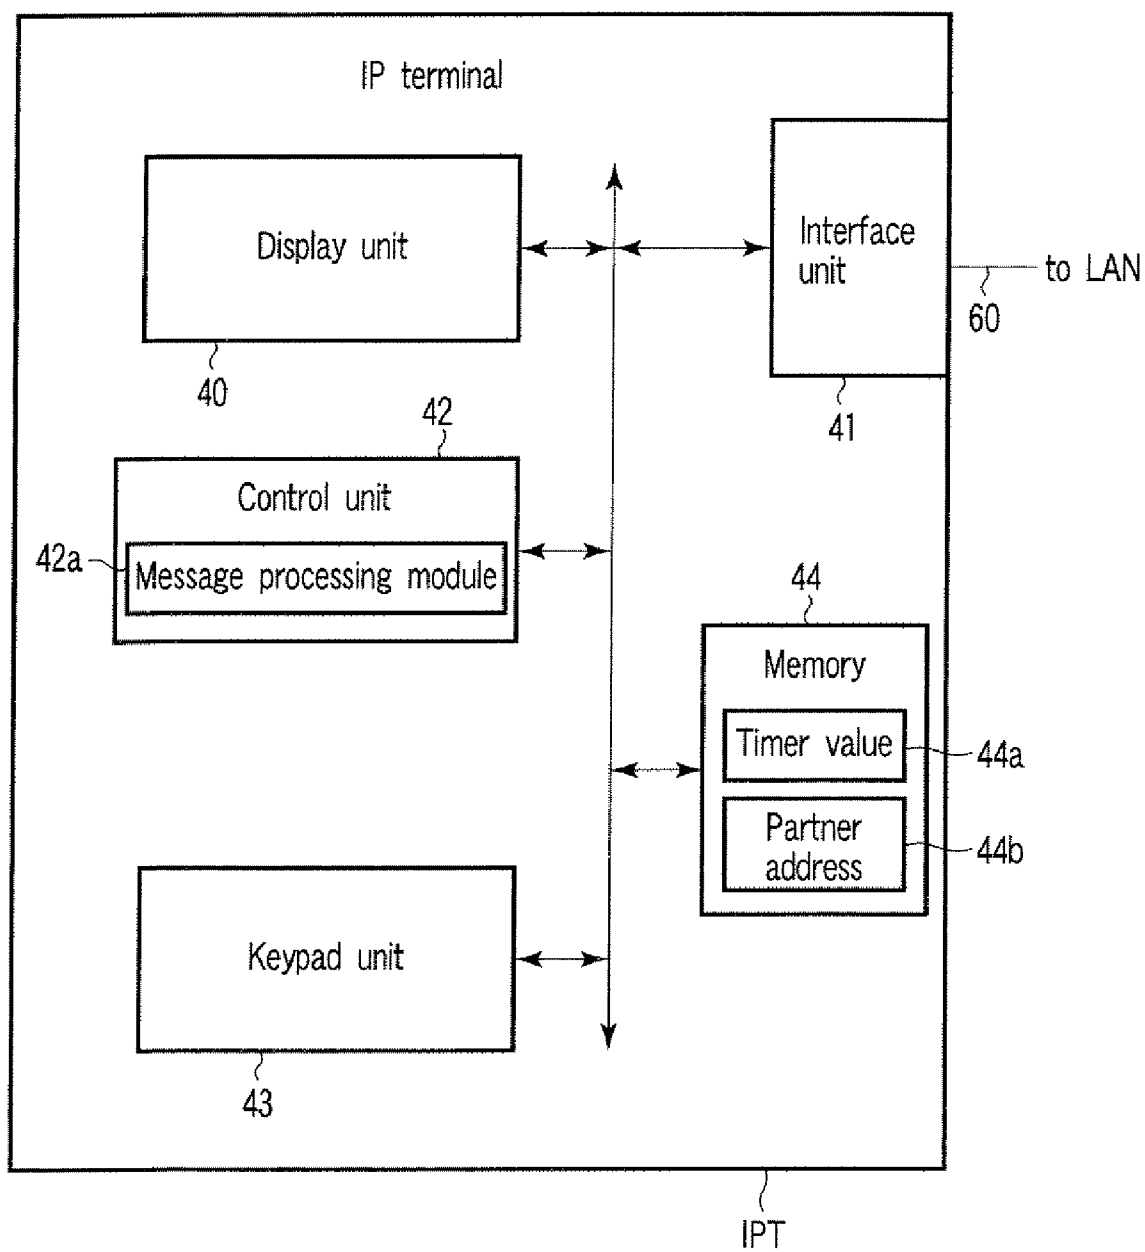 IP terminal
Display unit
40
Interface
unit
41
to LAN
60
42
Control unit
42a
Message processing module
44
Memory
Timer value
44a
Partner
address
44b
Keypad unit
43
IPT